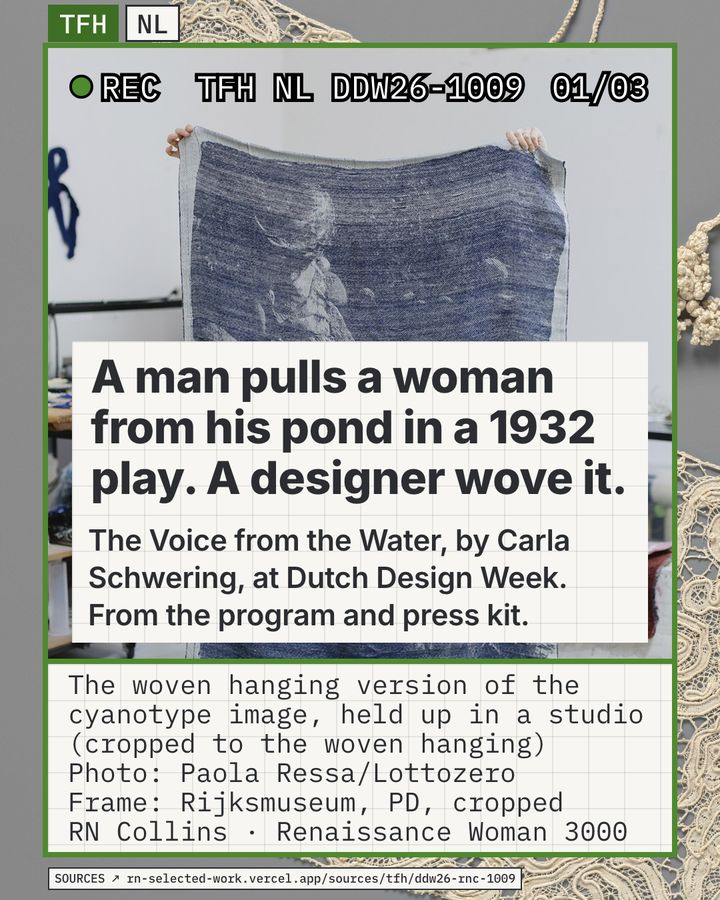 TFH NL
REC TFH NL DDW26-1009 01/03
A man pulls a woman
from his pond in a 1932
play. A designer wove it.
The Voice from the Water, by Carla
Schwering, at Dutch Design Week.
From the program and press kit.
The woven hanging version of the
cyanotype image, held up in a studio
(cropped to the woven hanging)
Photo: Paola Ressa/Lottozero
Frame: Rijksmuseum, PD, cropped
RN Collins · Renaissance Woman 3000
SOURCES ↗ rn-selected-work.vercel.app/sources/tfh/ddw26-rnc-1009